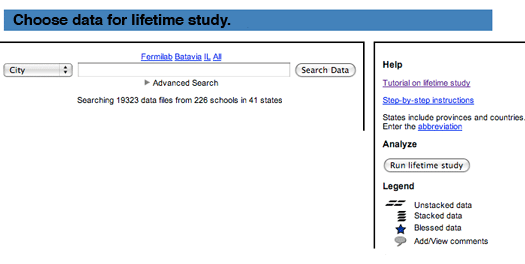 Choose data for lifetime study.
Fermilab Batavia IL All
City Search Data
Advanced Search
Searching 19323 data files from 226 schools in 41 states
Help
Tutorial on lifetime study
Step-by-step instructions
States include provinces and countries.
Enter the abbreviation
Analyze
Run lifetime study
Legend
Unstacked data
Stacked data
Blessed data
Add/View comments